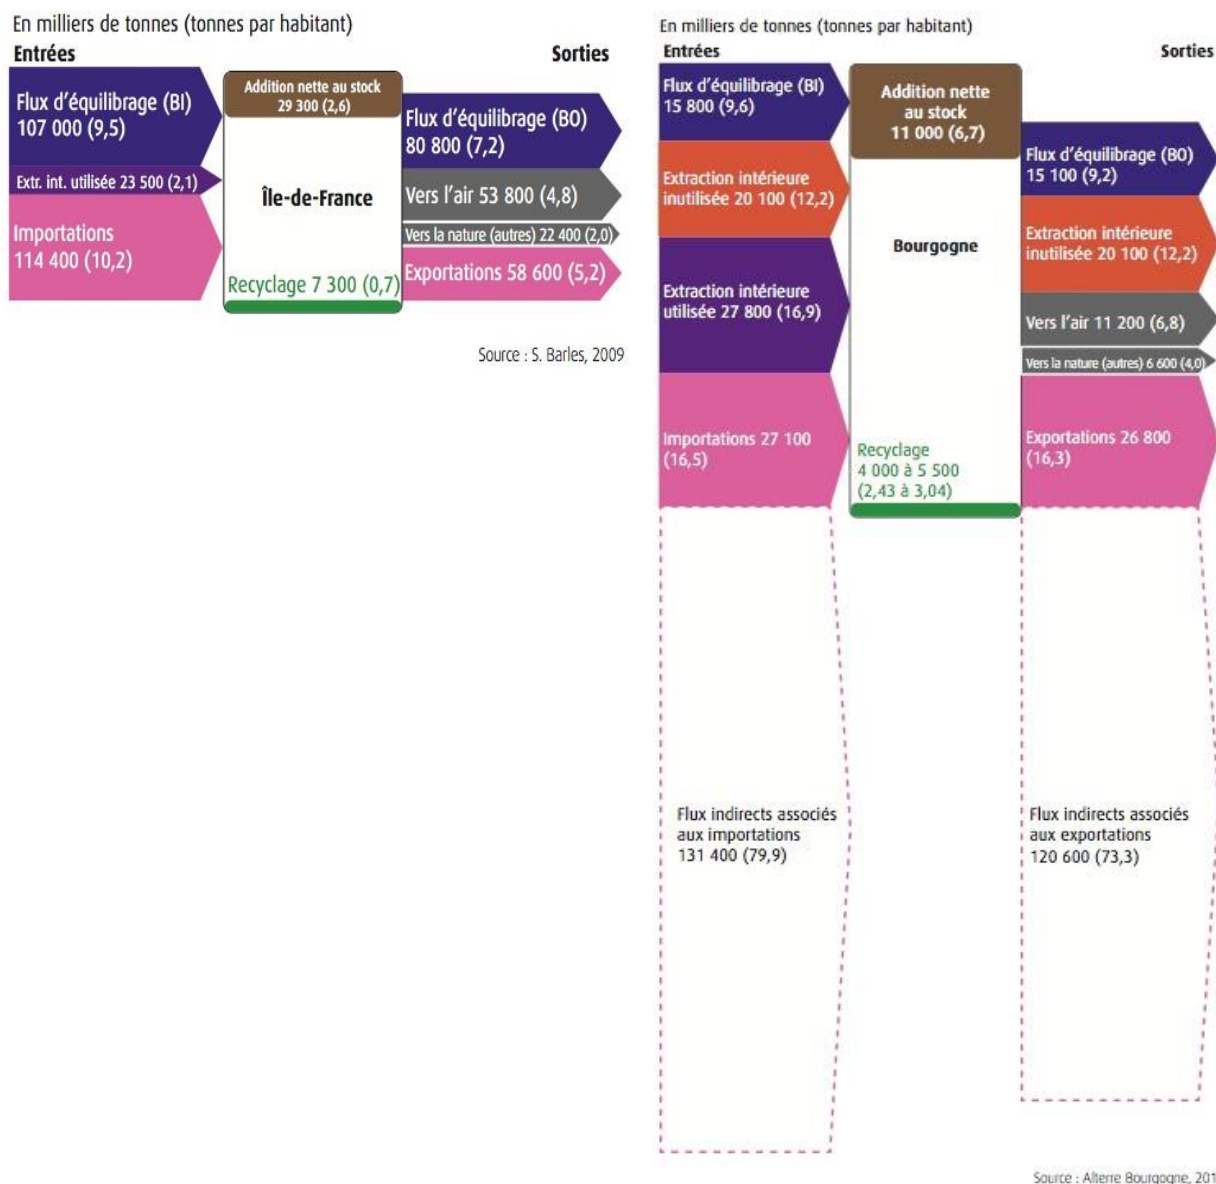 En milliers de tonnes (tonnes par habitant)
Entrées
Sorties
Flux d'équilibrage (BI)
107 000 (9,5)
Extr. int. utilisée 23 500 (2,1)
Importations
114 400 (10,2)
Addition nette au stock
29 300 (2,6)
Île-de-France
Recyclage 7 300 (0,7)
Flux d'équilibrage (BO)
80 800 (7,2)
Vers l'air 53 800 (4,8)
Vers la nature (autres) 22 400 (2,0)
Exportations 58 600 (5,2)
Source : S. Barles, 2009
En milliers de tonnes (tonnes par habitant)
Entrées
Sorties
Flux d'équilibrage (BI)
15 800 (9,6)
Extraction intérieure
inutilisée 20 100 (12,2)
Extraction intérieure
utilisée 27 800 (16,9)
Importations 27 100
(16,5)
Flux indirects associés
aux importations
131 400 (79,9)
Addition nette
au stock
11 000 (6,7)
Bourgogne
Recyclage
4 000 à 5 500
(2,43 à 3,04)
Flux d'équilibrage (BO)
15 100 (9,2)
Extraction intérieure
inutilisée 20 100 (12,2)
Vers l'air 11 200 (6,8)
Vers la nature (autres) 6 600 (4,0)
Exportations 26 800
(16,3)
Flux indirects associés
aux exportations
120 600 (73,3)
Source : Alterre Bourgogne, 201